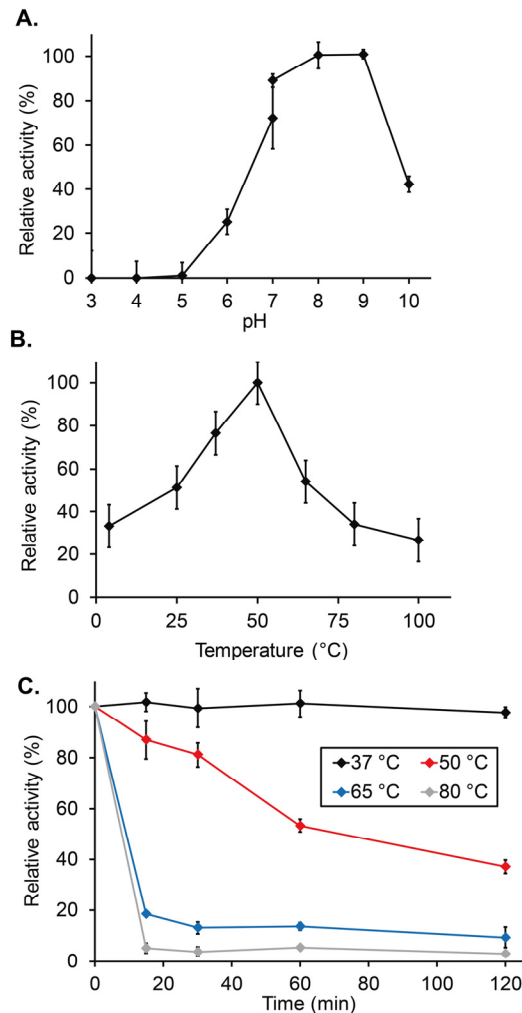 A.
Relative activity (%)
100
80
60
40
20
0
3 4 5 6 7 8 9 10
pH
B.
Relative activity (%)
100
80
60
40
20
0
0 25 50 75 100
Temperature (°C)
C.
Relative activity (%)
100
80
60
40
20
0
37 °C 50 °C
65 °C 80 °C
0 20 40 60 80 100 120
Time (min)